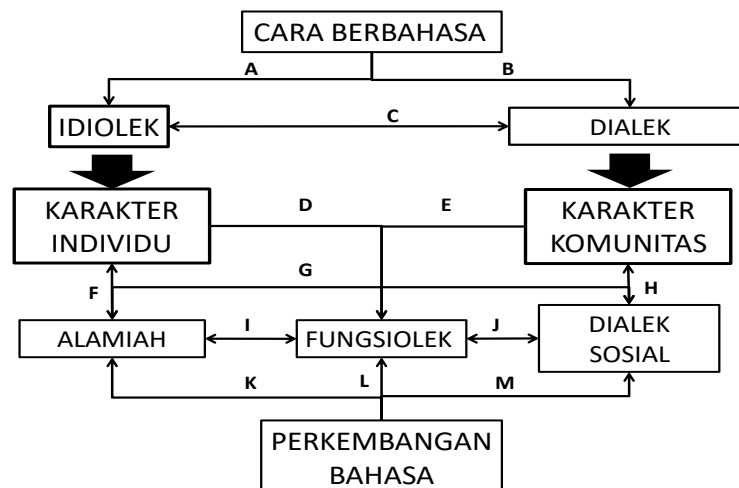 CARA BERBAHASA
A
B
IDIOLEK
C
DIALEK
KARAKTER
INDIVIDU
D
E
KARAKTER
KOMUNITAS
F
G
H
ALAMIAH
I
FUNGSIOLEK
J
DIALEK
SOSIAL
K
L
M
PERKEMBANGAN
BAHASA